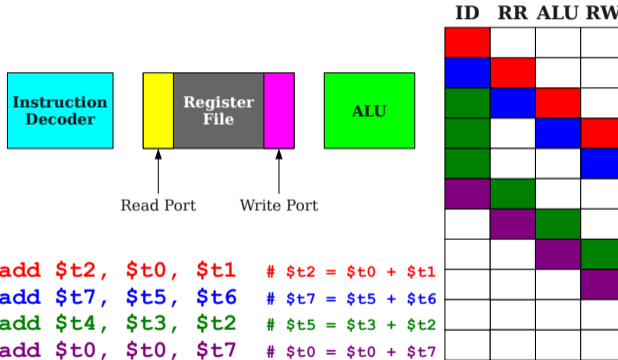 ID RR ALU RW
Instruction
Decoder
Register
File
ALU
Read Port
Write Port
add $t2, $t0, $t1 # $t2 = $t0 + $t1
add $t7, $t5, $t6 # $t7 = $t5 + $t6
add $t4, $t3, $t2 # $t5 = $t3 + $t2
add $t0, $t0, $t7 # $t0 = $t0 + $t7